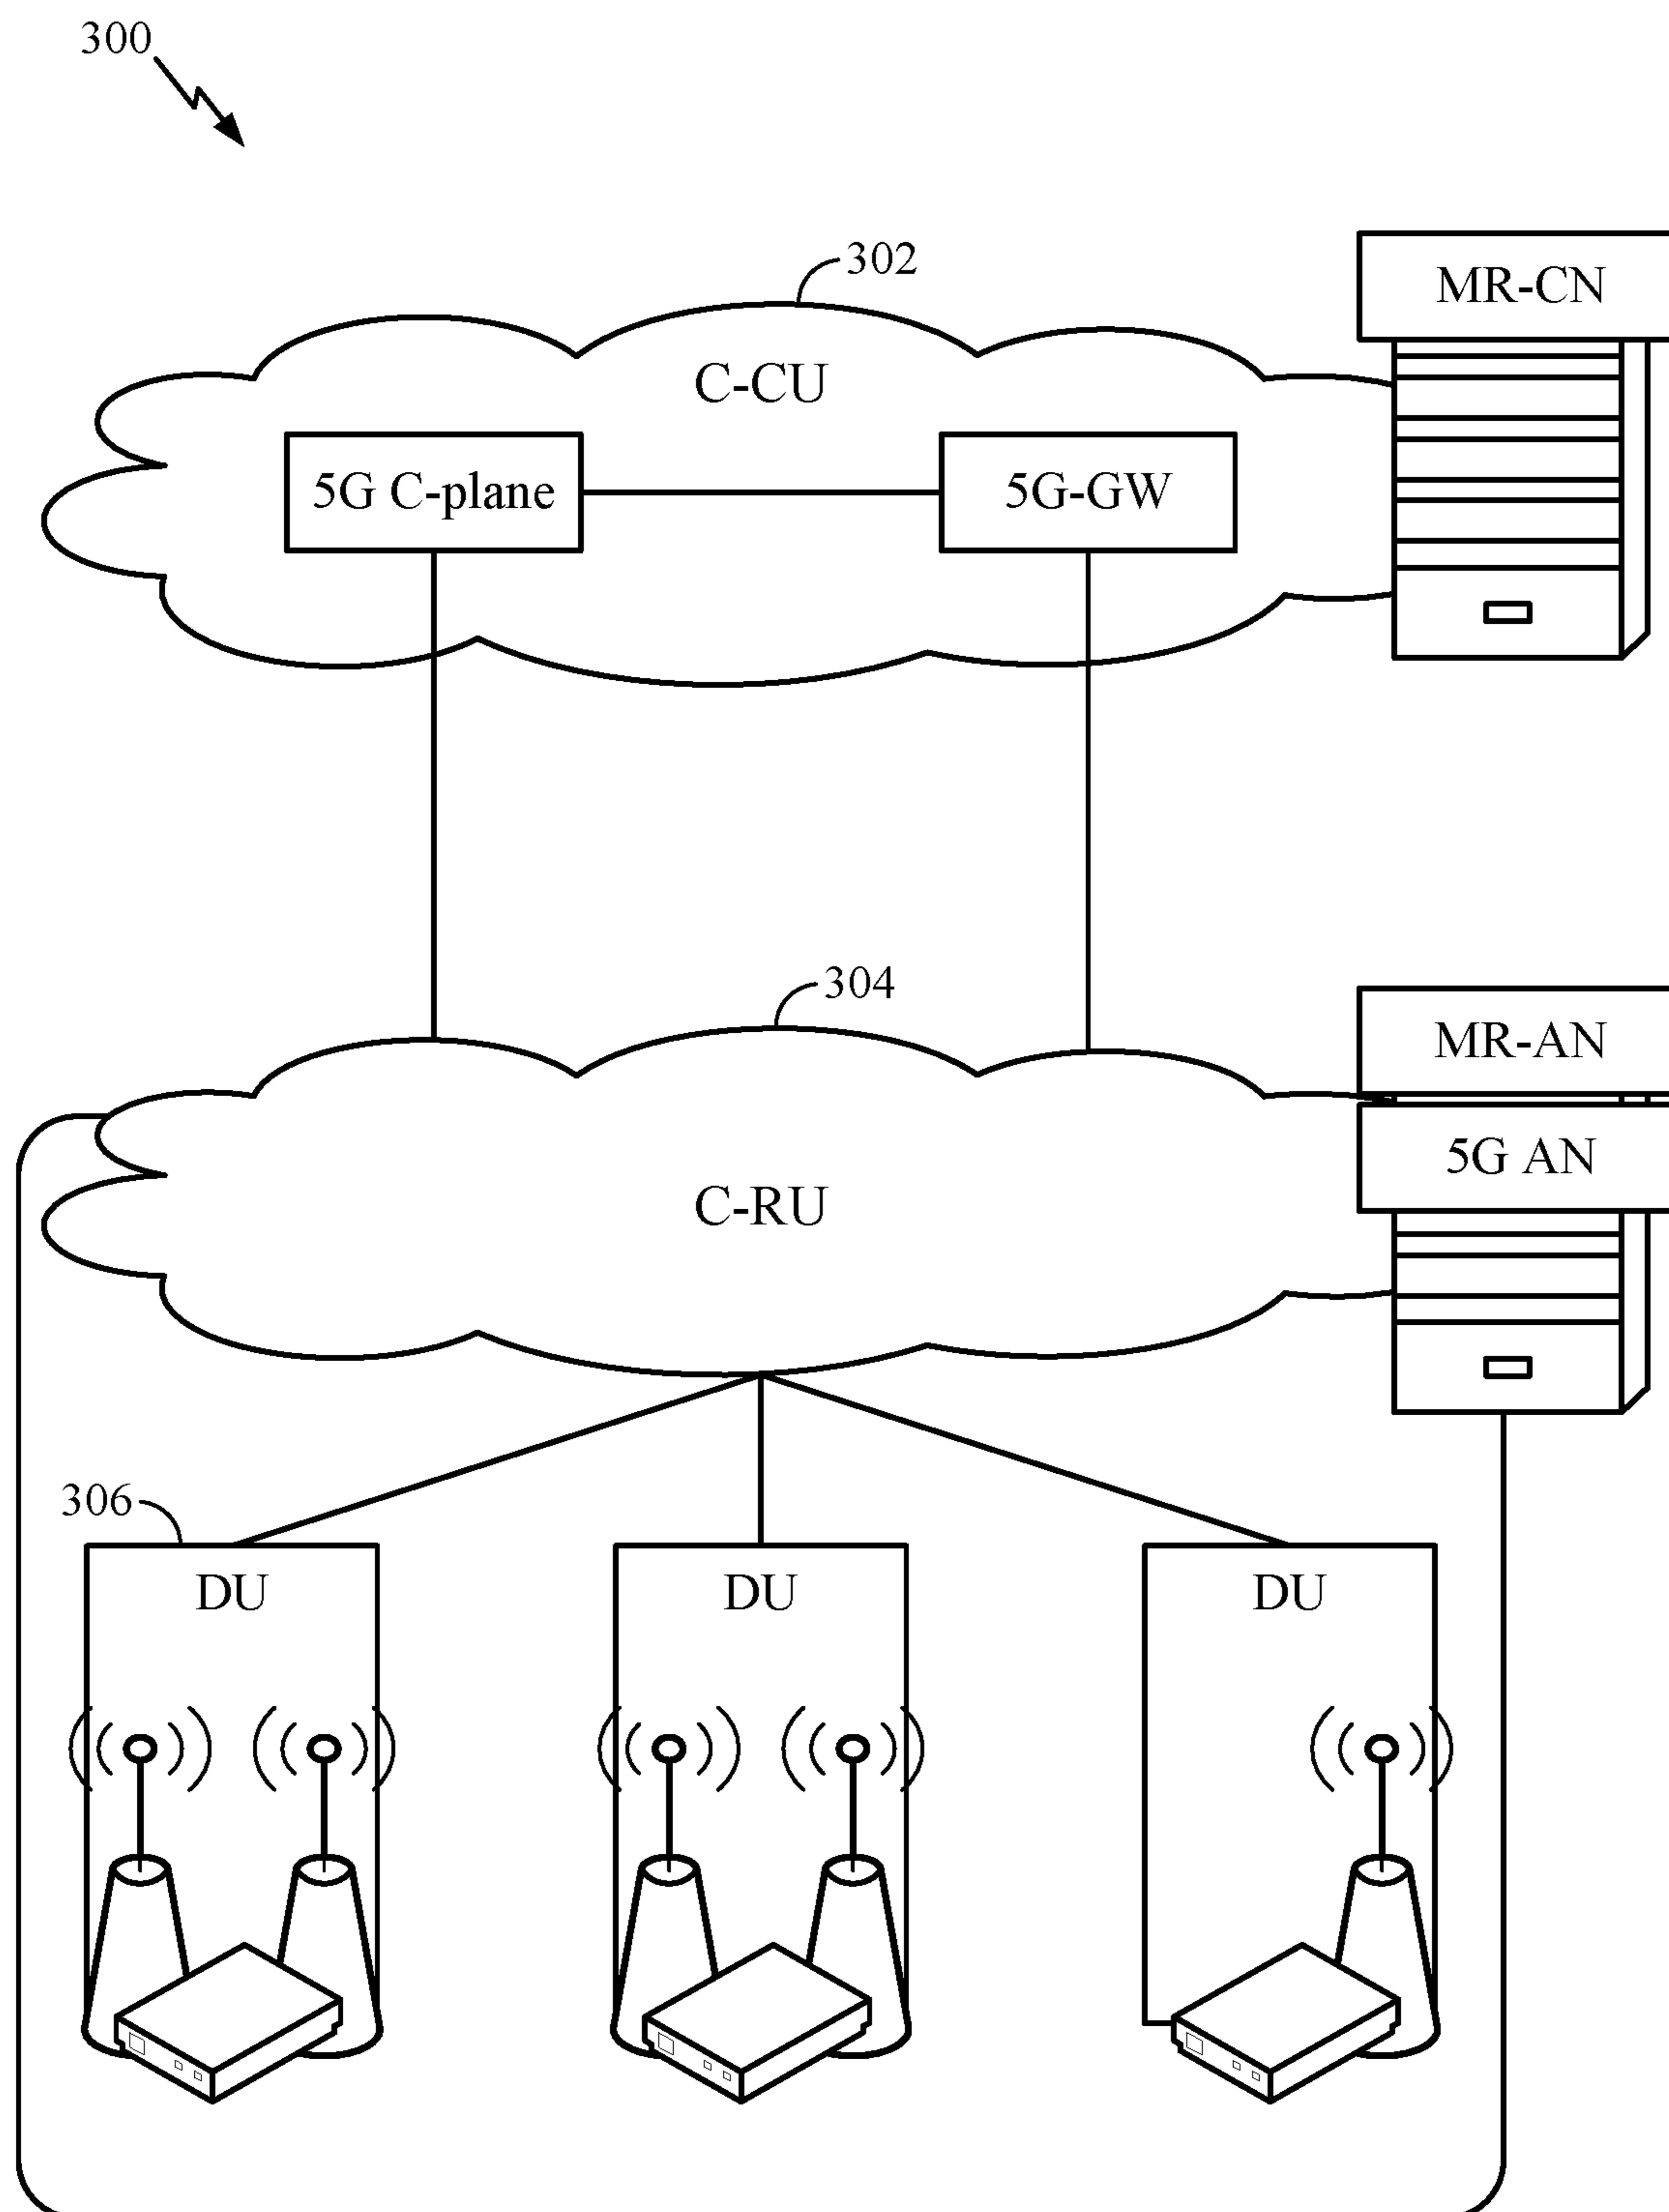 300
302
MR-CN
C-CU
5G C-plane
5G-GW
304
MR-AN
5G AN
C-RU
306
DU
DU
DU